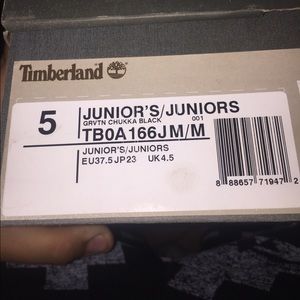 Timberland
5
JUNIOR'S/JUNIORS
GRVTN CHUKKA BLACK 001
TB0A166J M/M
JUNIOR'S/JUNIORS
EU37.5 JP23 UK4.5
8 88657 71947 2